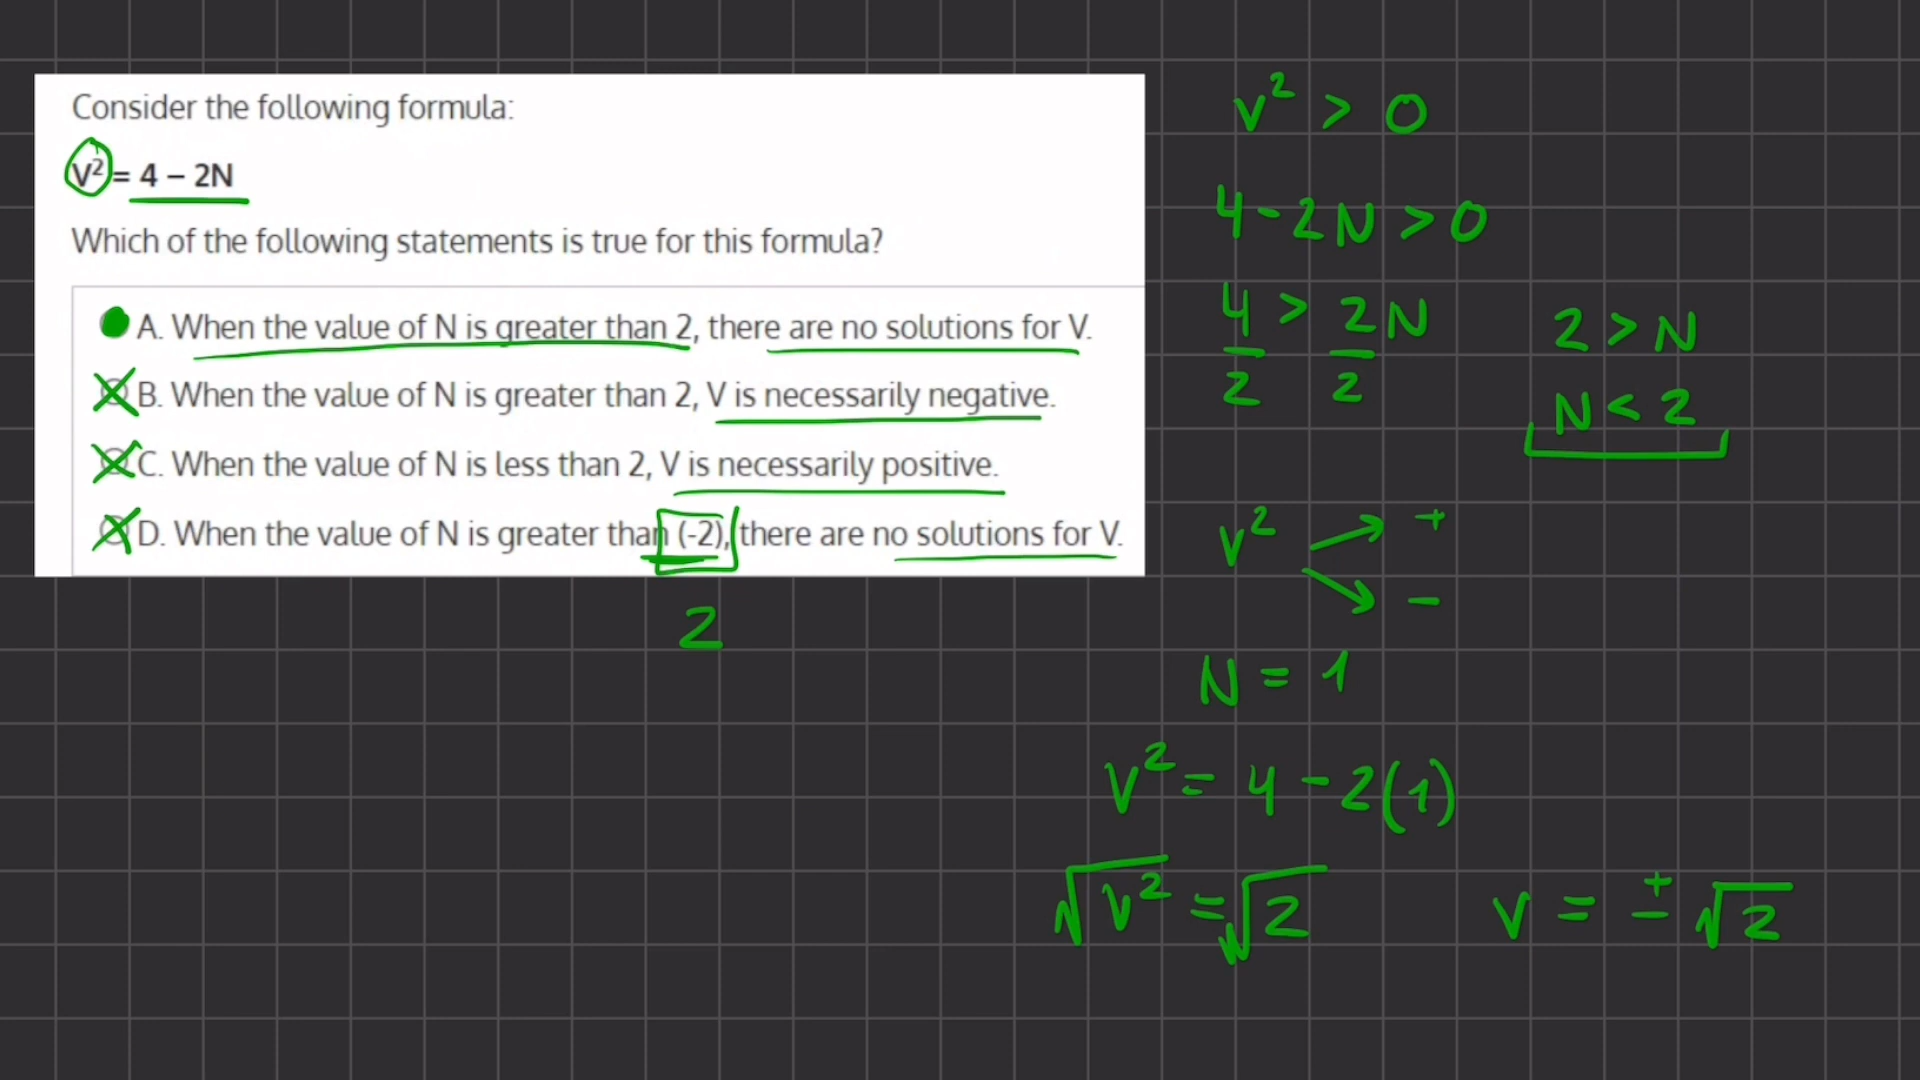 Consider the following formula:
V² = 4 – 2N
Which of the following statements is true for this formula?
A. When the value of N is greater than 2, there are no solutions for V.
B. When the value of N is greater than 2, V is necessarily negative.
C. When the value of N is less than 2, V is necessarily positive.
D. When the value of N is greater than (-2), there are no solutions for V.
2
V² > 0
4 - 2N > 0
4/2 > 2N/2
2 > N
N < 2
V² + -
N = 1
V² = 4 - 2(1)
√V² = √2
V = ± √2